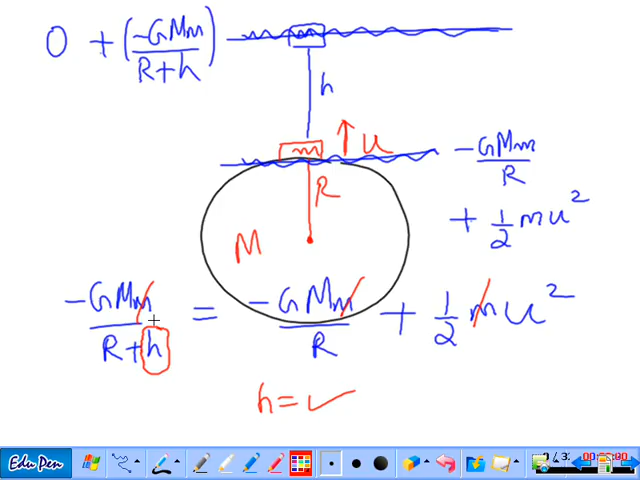 0 + (-GMm / R+h)
h
m u
R
-GMm / R
+ 1/2 mu²
M
-GMm / R+h = -GMm / R + 1/2 mu²
h = ✓
Edu Pen